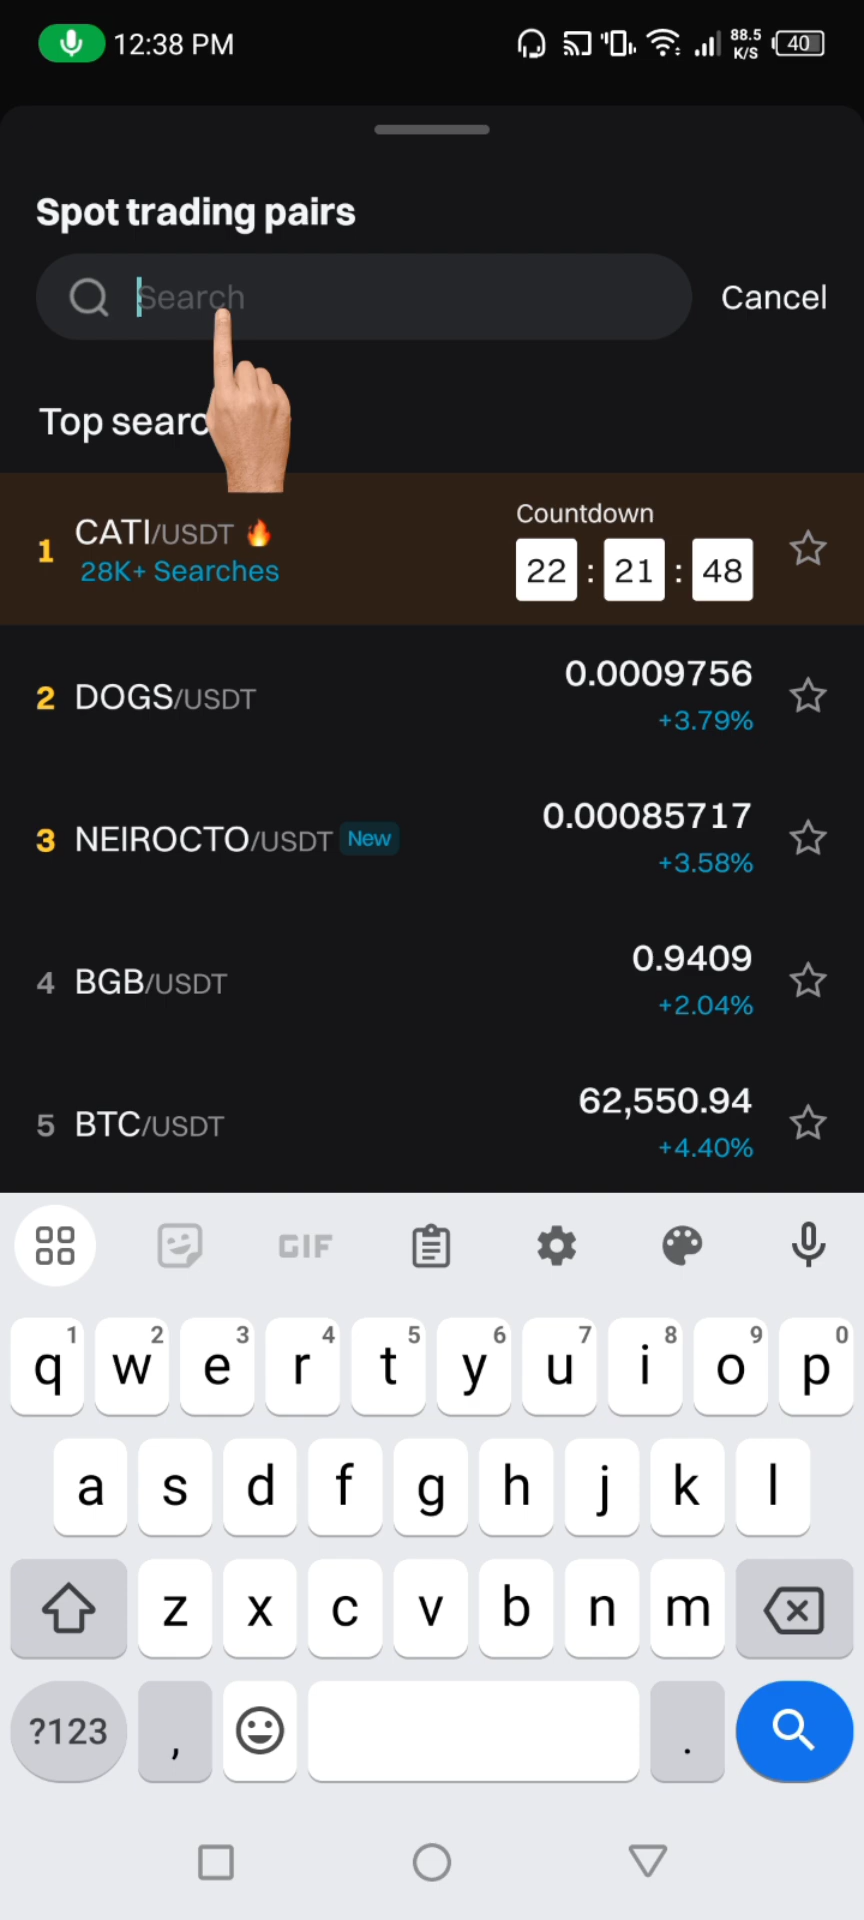 12:38 PM
88.5
K/S
40
Spot trading pairs
Search
Cancel
Top searc
1
CATI/USDT 🔥
28K+ Searches
Countdown
22 : 21 : 48
2 DOGS/USDT
0.0009756
+3.79%
3 NEIROCTO/USDT New
0.00085717
+3.58%
4 BGB/USDT
0.9409
+2.04%
5 BTC/USDT
62,550.94
+4.40%
GIF
1 2 3 4 5 6 7 8 9 0
q w e r t y u i o p
a s d f g h j k l
z x c v b n m
?123 , .